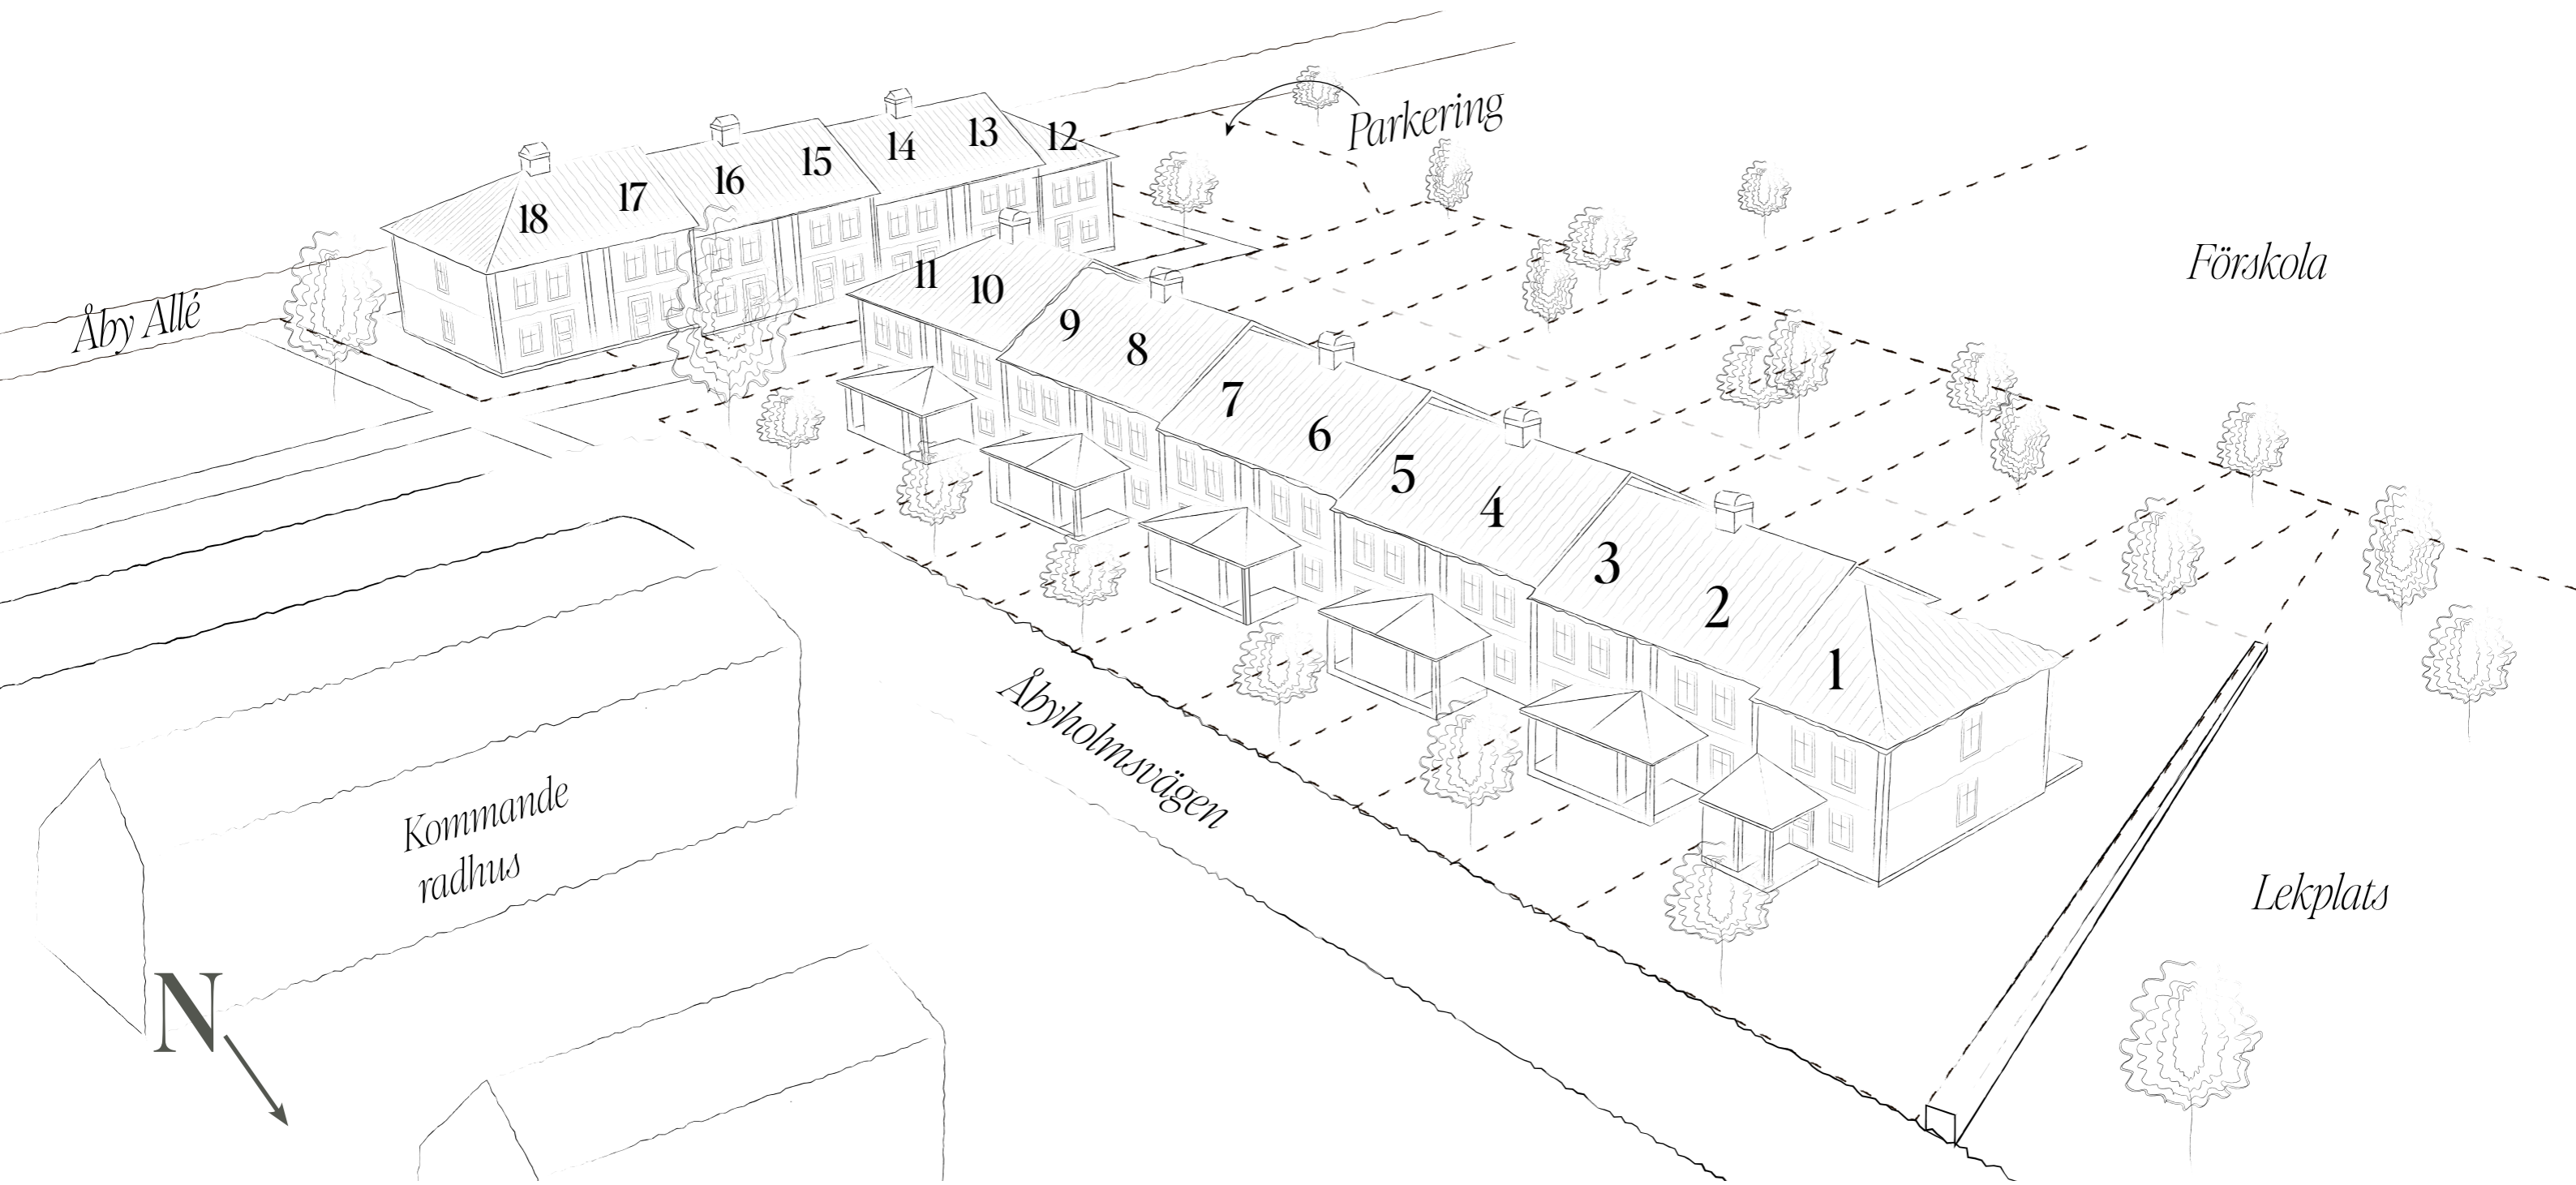 Parkering
14
13
12
16
15
18
17
Åby Allé
Förskola
11
10
9
8
7
6
5
4
3
2
1
Åbyholmsvägen
Kommande
radhus
Lekplats
N